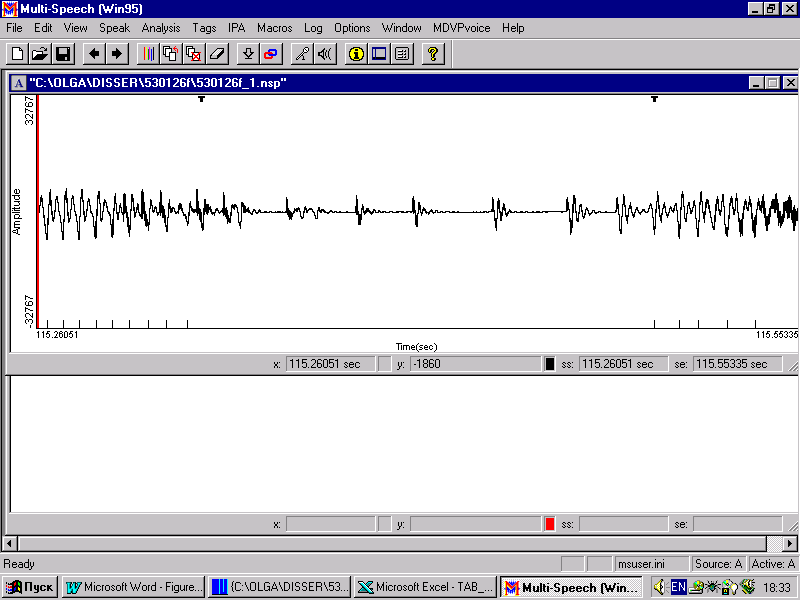 Multi-Speech (Win95)
File Edit View Speak Analysis Tags IPA Macros Log Options Window MDVPvoice Help
A "C:\OLGA\DISSER\530126f\530126f_1.nsp"
32767
Amplitude
-32767
115.26051 115.55335
Time(sec)
x: 115.26051 sec y: -1860 ss: 115.26051 sec se: 115.55335 sec
x: y: ss: se:
Ready msuser.ini Source: A Active: A
Пуск Microsoft Word - Figure... {C:\OLGA\DISSER\53... Microsoft Excel - TAB_... Multi-Speech (Win... EN 18:33